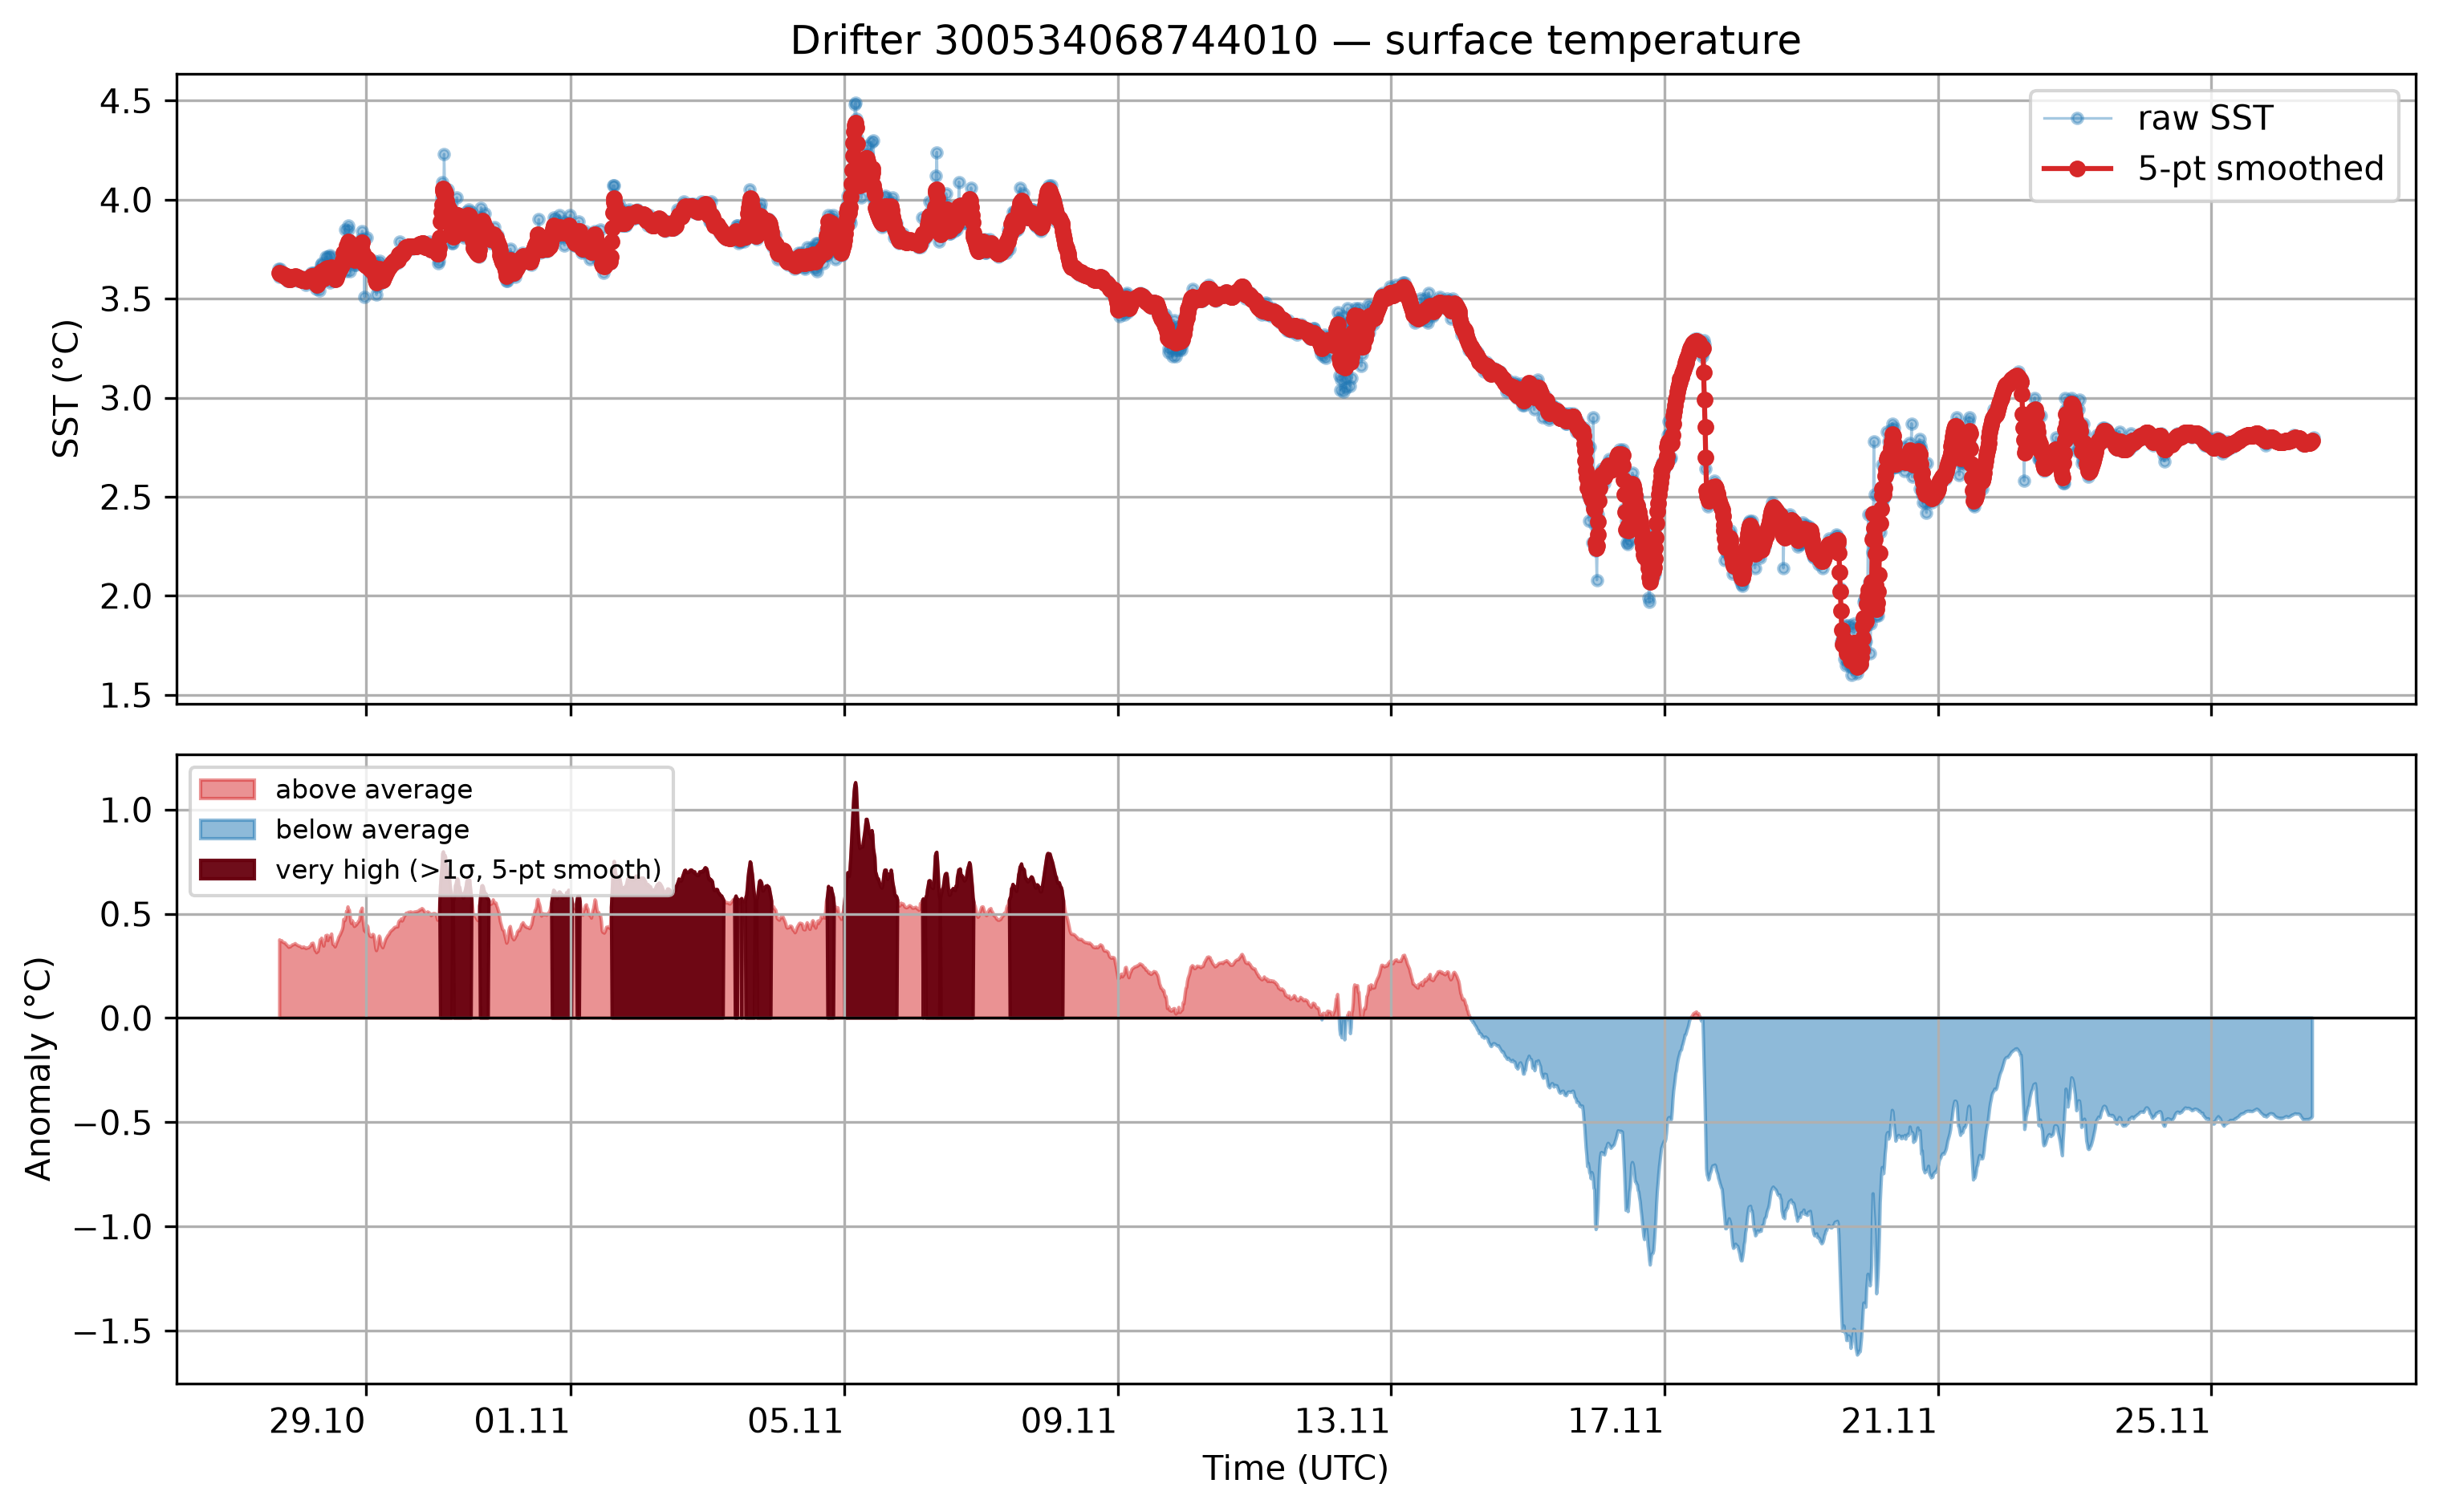 Drifter 300534068744010 — surface temperature
4.5
4.0
3.5
3.0
2.5
2.0
1.5
SST (°C)
raw SST
5-pt smoothed
1.0
0.5
0.0
−0.5
−1.0
−1.5
Anomaly (°C)
above average
below average
very high (>1σ, 5-pt smooth)
29.10 01.11 05.11 09.11 13.11 17.11 21.11 25.11
Time (UTC)